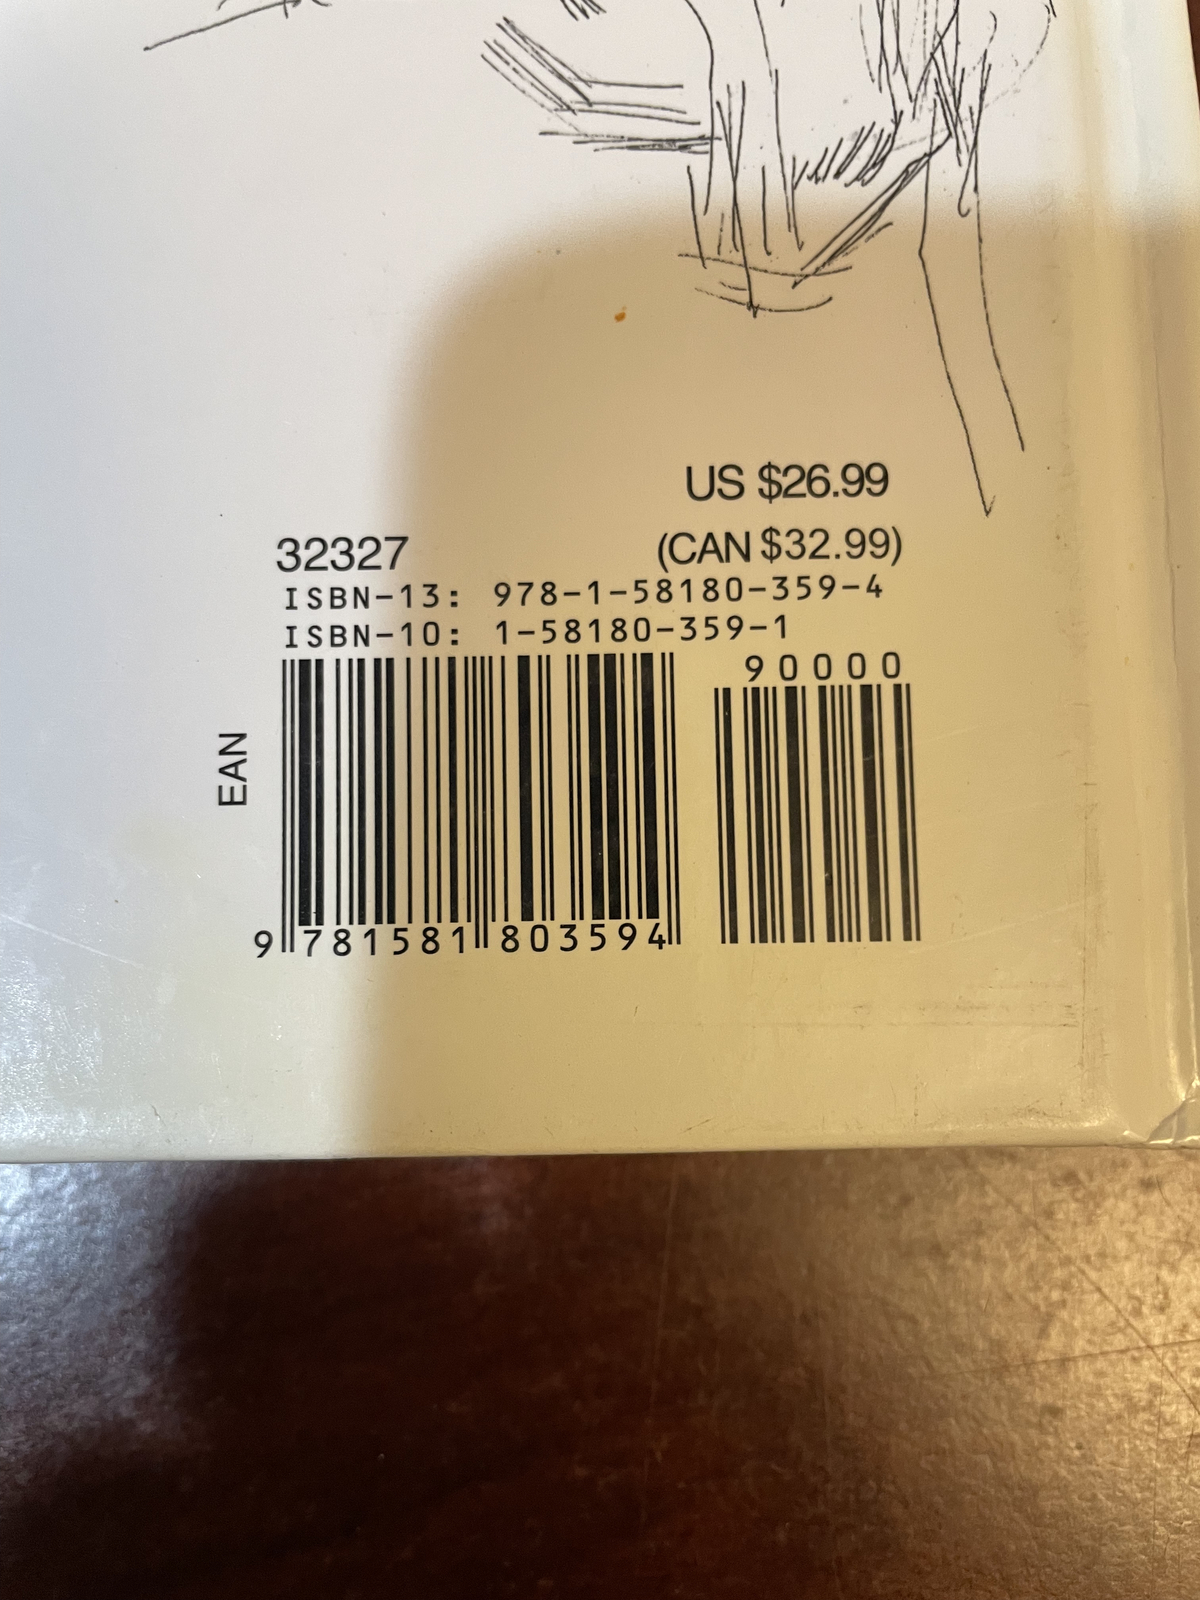 US $26.99
32327 (CAN $32.99)
ISBN-13: 978-1-58180-359-4
ISBN-10: 1-58180-359-1
90000
EAN
9 781581 803594